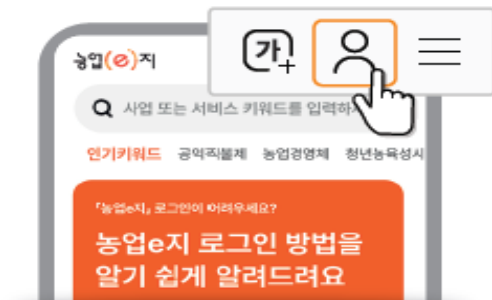 가+
농업(e)지
사업 또는 서비스 키워드를 입력하
인기키워드 공익직불제 농업경영체 청년농육성사
「농업e지」 로그인이 어려우세요?
농업e지 로그인 방법을
알기 쉽게 알려드려요